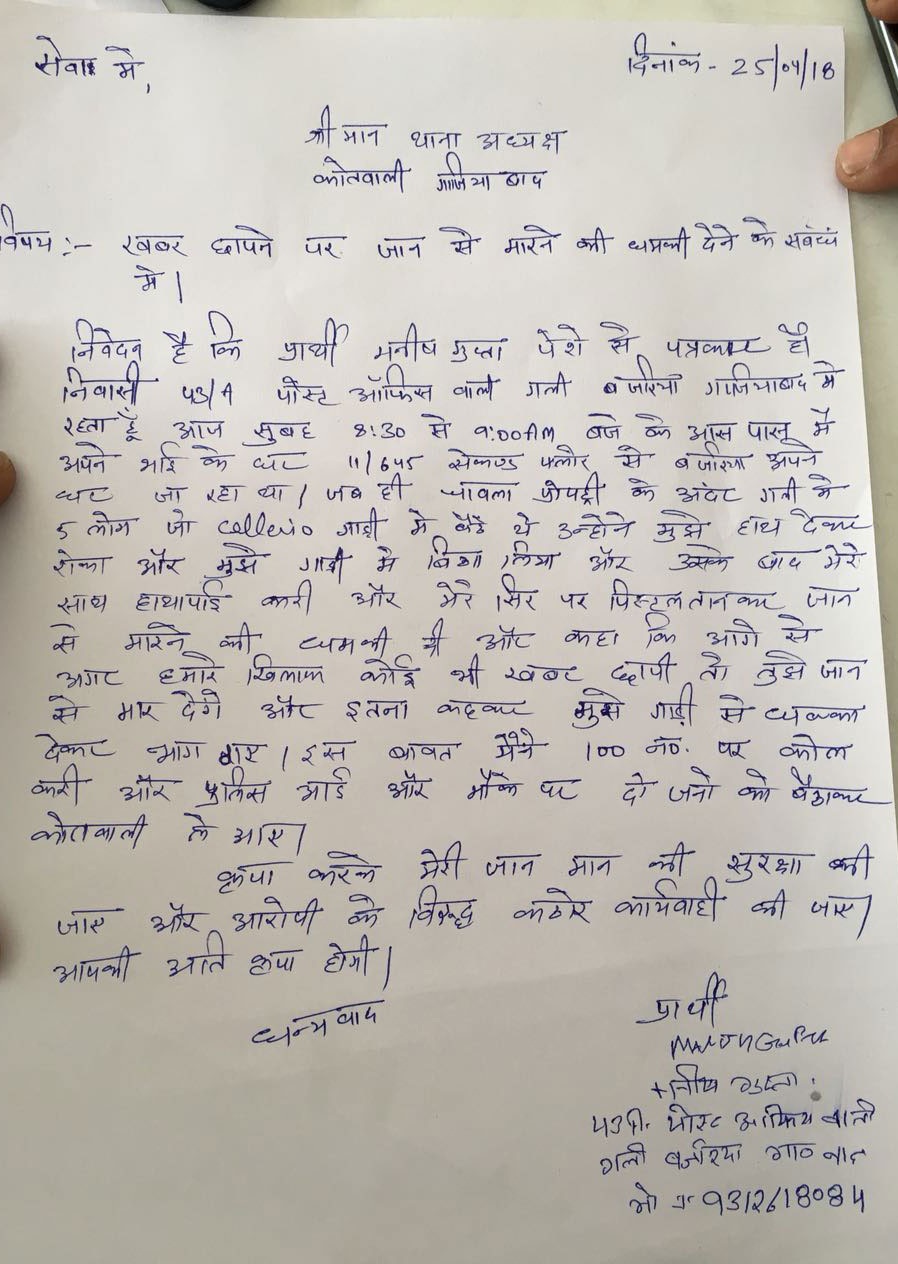 सेवा मे,
दिनांक - 25/04/18
श्री मान थाना अध्यक्ष
कोतवाली गाजिया बाद
विषय :- खबर छापने पर जान से मारने की धमकी देने के सबंध
मे।
निवेदन है कि प्रार्थी मनीष गुप्ता पेशे से पत्रकार है
निवासी 43/A पोस्ट ऑफिस वाली गली बजरिया गाजियाबाद मे
रहता हूँ आज सुबह 8:30 से 9:00AM बजे के आस पास मै
अपने भाई के घर 11/645 सेकण्ड फ्लोर से बजरिया अपने
घर जा रहा था। जब ही चावला प्रोपट्री के अंदर गली मे
5 लोग जो Cellerio गाड़ी मे बैठे थे उन्होने मुझे हाथ देकर
रोका और मुझे गाडी मे बिठा लिया और उसके बाद मेरे
साथ हाथापाई करी और मेरे सिर पर पिस्टल तानकर जान
से मारने की धमकी दी और कहा कि आगे से
अगर हमारे खिलाफ कोई भी खबर छापी तो तुझे जान
से मार देगे और इतना कहकर मुझे गाड़ी से धक्का
देकर भाग गए। इस बावत मैने 100 नं. पर कोल
करी और पुलिस आई और मौके पर दो जनो को बैठाकर
कोतवाली ले आए।
कृपा करके मेरी जान मान की सुरक्षा की
जाए और आरोपी के विरूद्ध कठोर कार्यवाही की जाए।
आपकी अति कृपा होगी।
धन्यवाद
प्रार्थी
मनीष गुप्ता
पोस्ट आफिस वाली
गली बजरिया गा० बाद
मो 9312618084